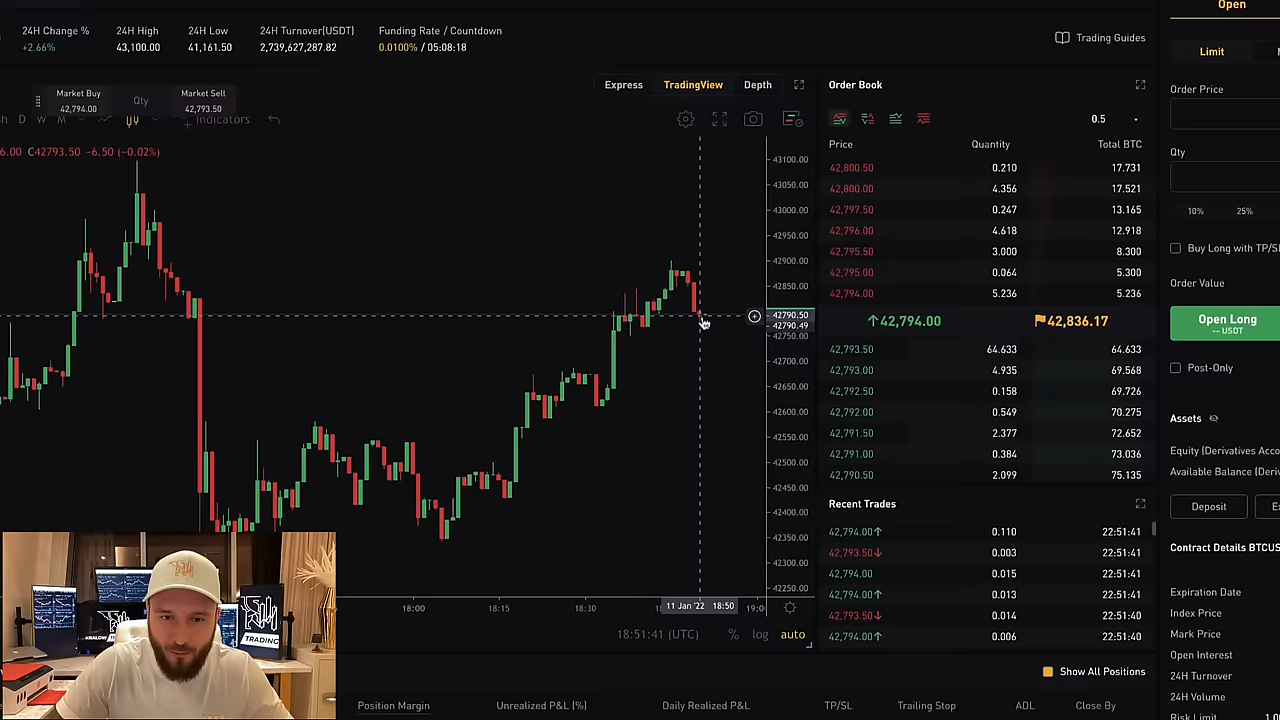 Open
24H Change % 24H High 24H Low 24H Turnover(USDT) Funding Rate / Countdown
+2.66% 43,100.00 41,161.50 2,739,627,287.82 0.0100% / 05:08:18
Trading Guides
Limit
Market Buy Qty Market Sell
42,794.00 42,793.50
Express TradingView Depth
D W M Indicators
6.00 C42793.50 -6.50 (-0.02%)
43100.00
43050.00
43000.00
42950.00
42900.00
42850.00
42790.50
42790.49
42750.00
42700.00
42650.00
42600.00
42550.00
42500.00
42450.00
42400.00
42350.00
42300.00
42250.00
18:00 18:15 18:30 11 Jan '22 18:50 19:0
18:51:41 (UTC) % log auto
Order Book
0.5
Price Quantity Total BTC
42,800.50 0.210 17.731
42,800.00 4.356 17.521
42,797.50 0.247 13.165
42,796.00 4.618 12.918
42,795.50 3.000 8.300
42,795.00 0.064 5.300
42,794.00 5.236 5.236
↑42,794.00 42,836.17
42,793.50 64.633 64.633
42,793.00 4.935 69.568
42,792.50 0.158 69.726
42,792.00 0.549 70.275
42,791.50 2.377 72.652
42,791.00 0.384 73.036
42,790.50 2.099 75.135
Recent Trades
42,794.00↑ 0.110 22:51:41
42,793.50↓ 0.003 22:51:41
42,794.00 0.015 22:51:41
42,794.00↑ 0.013 22:51:41
42,793.50↓ 0.014 22:51:40
42,794.00↑ 0.006 22:51:40
Order Price
Qty
10% 25%
Buy Long with TP/SL
Order Value
Open Long
-- USDT
Post-Only
Assets
Equity (Derivatives Acco
Available Balance (Deriv
Deposit Ex
Contract Details BTCUS
Expiration Date
Index Price
Mark Price
Open Interest
24H Turnover
24H Volume
Risk Limit
Show All Positions
Position Margin Unrealized P&L (%) Daily Realized P&L TP/SL Trailing Stop ADL Close By
KRALOW
TRADING
TRADING